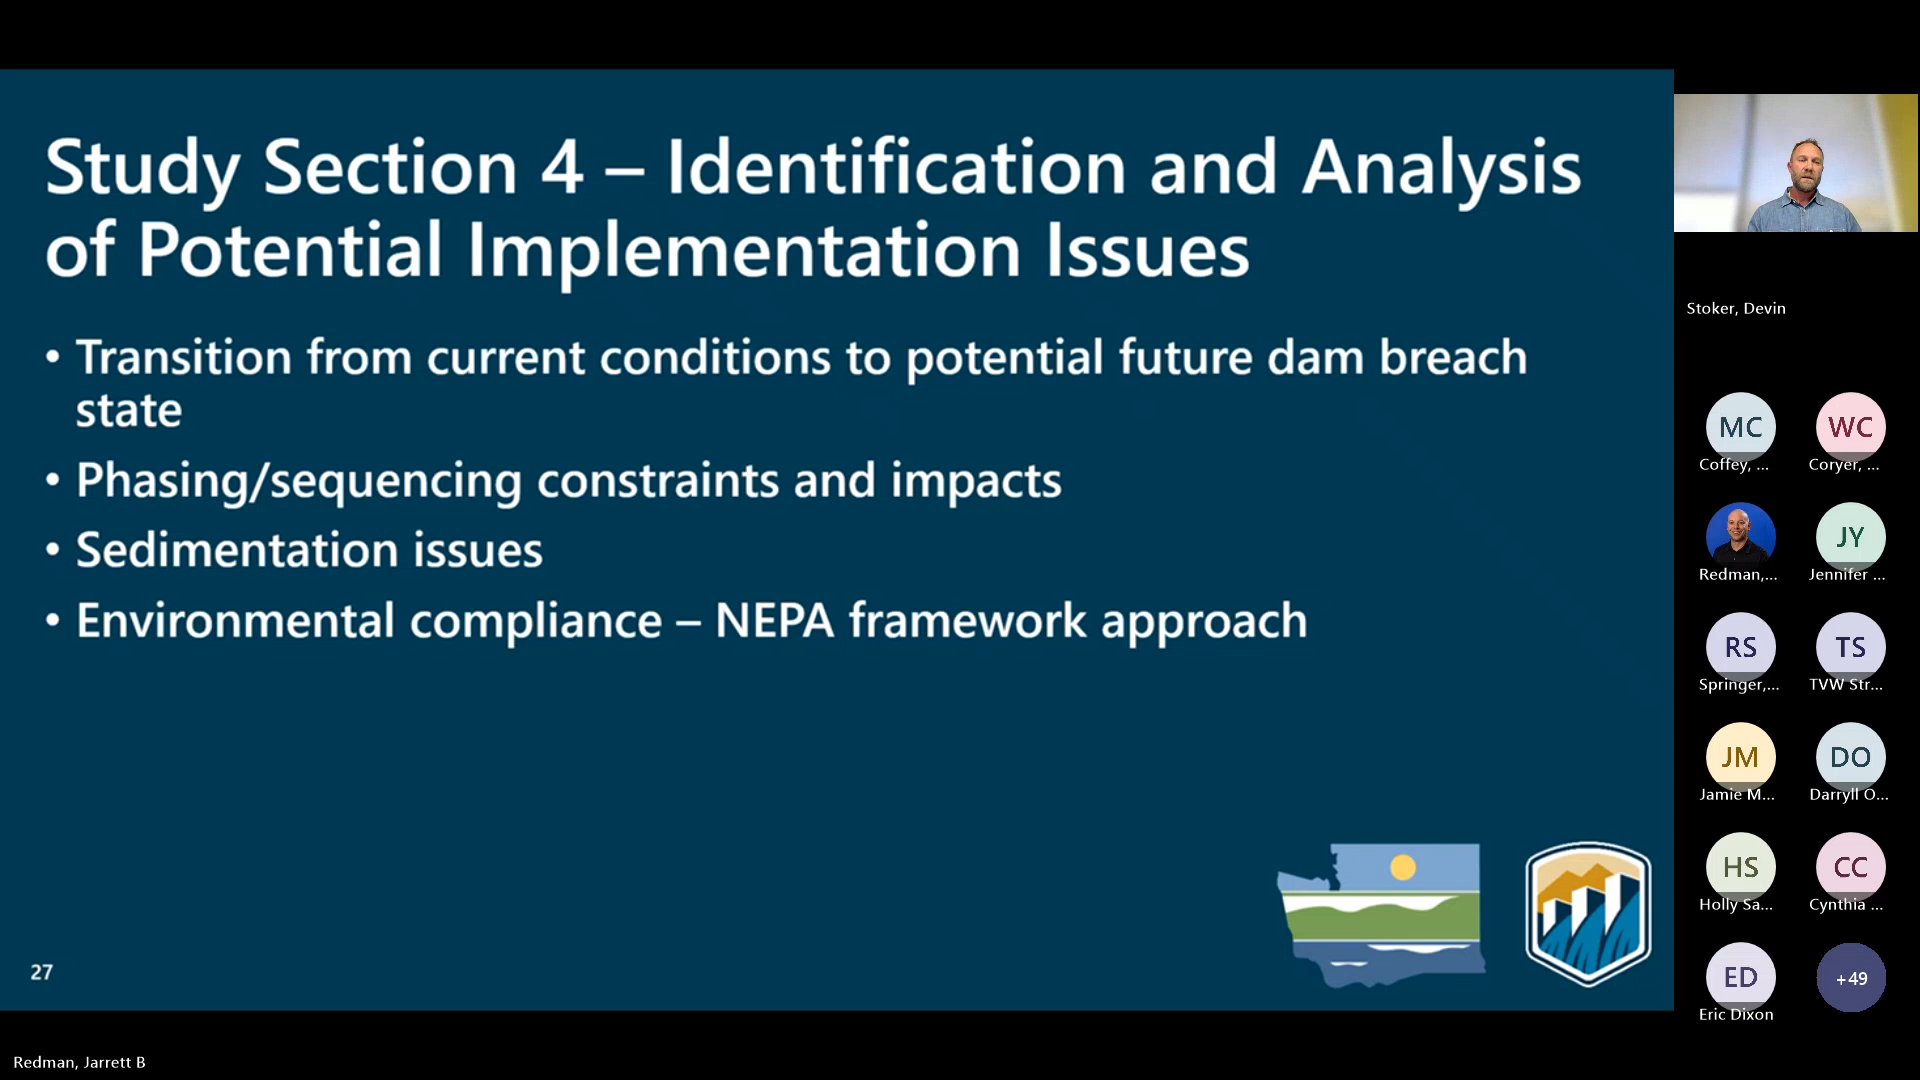 Study Section 4 – Identification and Analysis
of Potential Implementation Issues
• Transition from current conditions to potential future dam breach
state
• Phasing/sequencing constraints and impacts
• Sedimentation issues
• Environmental compliance – NEPA framework approach
27
Redman, Jarrett B
Stoker, Devin
MC
Coffey, ...
WC
Coryer, ...
Redman,...
JY
Jennifer ...
RS
Springer,...
TS
TVW Str...
JM
Jamie M...
DO
Darryll O...
HS
Holly Sa...
CC
Cynthia ...
ED
Eric Dixon
+49